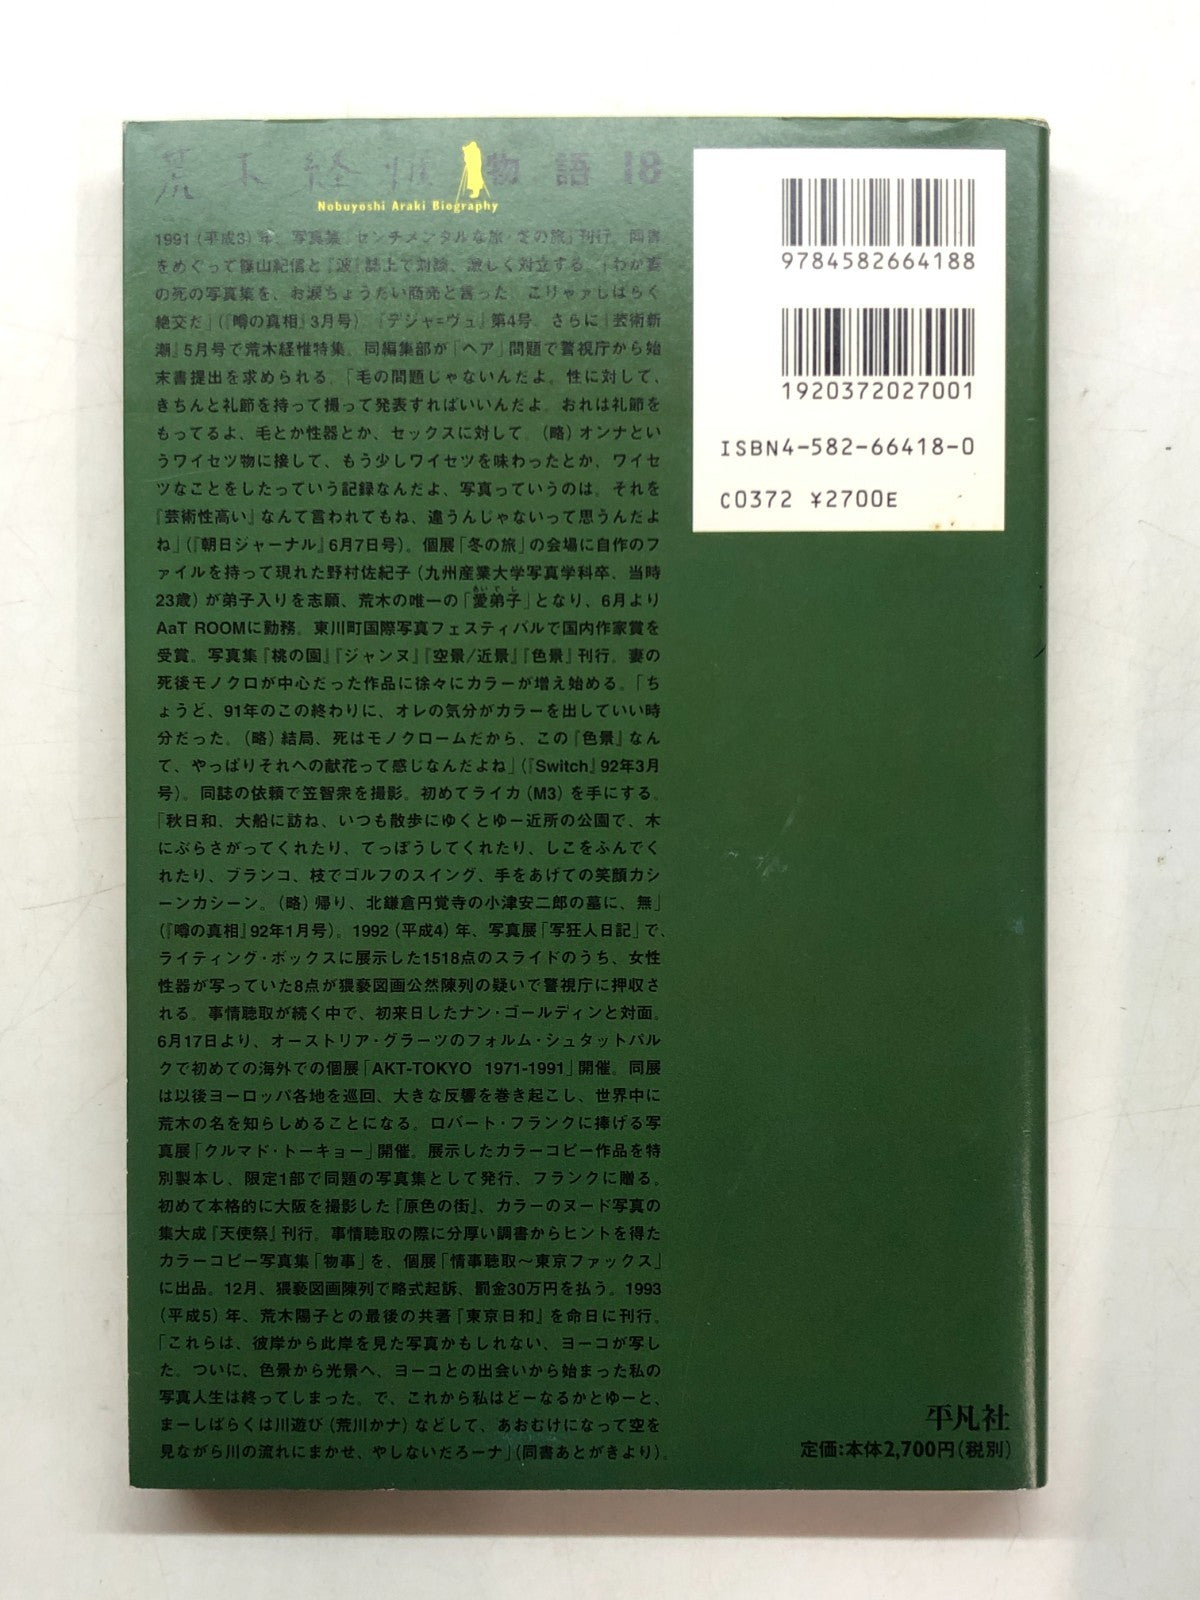 荒木経惟物語18
Nobuyoshi Araki Biography
1991（平成3）年、写真集『センチメンタルな旅・冬の旅』刊行。同書
をめぐって篠山紀信と『波』誌上で対談、激しく対立する。「わが妻
の死の写真集を、お涙ちょうだい商売と言った。こりゃァしばらく
絶交だ」（『噂の真相』3月号）。『デジャ=ヴュ』第4号、さらに『芸術新
潮』5月号で荒木経惟特集。同編集部が「ヘア」問題で警視庁から始
末書提出を求められる。「毛の問題じゃないんだよ。性に対して、
きちんと礼節を持って撮って発表すればいいんだよ。おれは礼節を
もってるよ、毛とか性器とか、セックスに対して。（略）オンナとい
うワイセツ物に接して、もう少しワイセツを味わったとか、ワイセ
ツなことをしたっていう記録なんだよ、写真っていうのは。それを
『芸術性高い』なんて言われてもね、違うんじゃないって思うんだよ
ね」（『朝日ジャーナル』6月7日号）。個展「冬の旅」の会場に自作のフ
ァイルを持って現れた野村佐紀子（九州産業大学写真学科卒、当時
23歳）が弟子入りを志願、荒木の唯一の「愛弟子」となり、6月より
AaT ROOMに勤務。東川町国際写真フェスティバルで国内作家賞を
受賞。写真集『桃の園』『ジャンヌ』『空景/近景』『色景』刊行。妻の
死後モノクロが中心だった作品に徐々にカラーが増え始める。「ち
ょうど、91年のこの終わりに、オレの気分がカラーを出していい時
分だった。（略）結局、死はモノクロームだから、この『色景』なん
て、やっぱりそれへの献花って感じなんだよね」（『Switch』92年3月
号）。同誌の依頼で笠智衆を撮影。初めてライカ（M3）を手にする。
「秋日和、大船に訪ね、いつも散歩にゆくとゆー近所の公園で、木
にぶらさがってくれたり、てっぽうしてくれたり、しこをふんでく
れたり、ブランコ、枝でゴルフのスイング、手をあげての笑顔カシ
ーンカシーン。（略）帰り、北鎌倉円覚寺の小津安二郎の墓に、無」
（『噂の真相』92年1月号）。1992（平成4）年、写真展「写狂人日記」で、
ライティング・ボックスに展示した1518点のスライドのうち、女性
性器が写っていた8点が猥褻図画公然陳列の疑いで警視庁に押収さ
れる。事情聴取が続く中で、初来日したナン・ゴールディンと対面。
6月17日より、オーストリア・グラーツのフォルム・シュタットパル
クで初めての海外での個展「AKT-TOKYO 1971-1991」開催。同展
は以後ヨーロッパ各地を巡回、大きな反響を巻き起こし、世界中に
荒木の名を知らしめることになる。ロバート・フランクに捧げる写
真展「クルマド・トーキョー」開催。展示したカラーコピー作品を特
別製本し、限定1部で同題の写真集として発行、フランクに贈る。
初めて本格的に大阪を撮影した『原色の街』、カラーのヌード写真の
集大成『天使祭』刊行。事情聴取の際に分厚い調書からヒントを得た
カラーコピー写真集「物事」を、個展「情事聴取～東京ファックス」
に出品。12月、猥褻図画陳列で略式起訴、罰金30万円を払う。1993
（平成5）年、荒木陽子との最後の共著『東京日和』を命日に刊行。
「これらは、彼岸から此岸を見た写真かもしれない、ヨーコが写し
た。ついに、色景から光景へ、ヨーコとの出会いから始まった私の
写真人生は終ってしまった。で、これから私はどーなるかとゆーと、
まーしばらくは川遊び（荒川かナ）などして、あおむけになって空を
見ながら川の流れにまかせ、やしないだろーナ」（同書あとがきより）。
9784582664188
1920372027001
ISBN4-582-66418-0
C0372 ¥2700E
平凡社
定価：本体2,700円（税別）